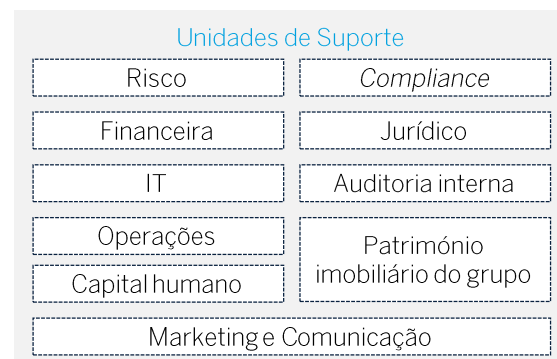 Unidades de Suporte
Risco
Compliance
Financeira
Jurídico
IT
Auditoria interna
Operações
Património
imobiliário do grupo
Capital humano
Marketing e Comunicação